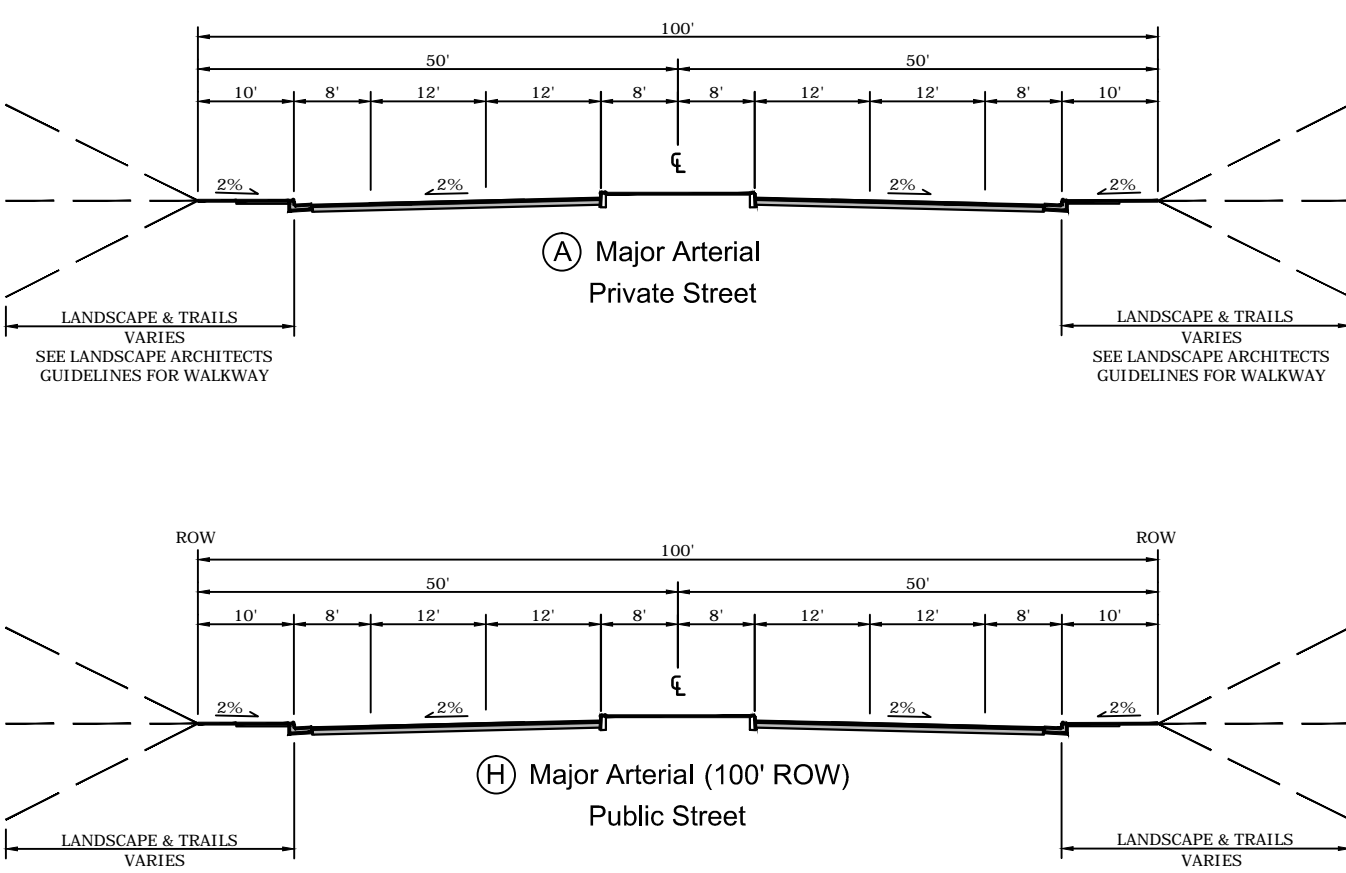 100'
50' 50'
10' 8' 12' 12' 8' 8' 12' 12' 8' 10'
℄
2% 2% 2% 2%
A Major Arterial
Private Street
LANDSCAPE & TRAILS
VARIES
SEE LANDSCAPE ARCHITECTS
GUIDELINES FOR WALKWAY
LANDSCAPE & TRAILS
VARIES
SEE LANDSCAPE ARCHITECTS
GUIDELINES FOR WALKWAY
ROW ROW
100'
50' 50'
10' 8' 12' 12' 8' 8' 12' 12' 8' 10'
℄
2% 2% 2% 2%
H Major Arterial (100' ROW)
Public Street
LANDSCAPE & TRAILS
VARIES
LANDSCAPE & TRAILS
VARIES